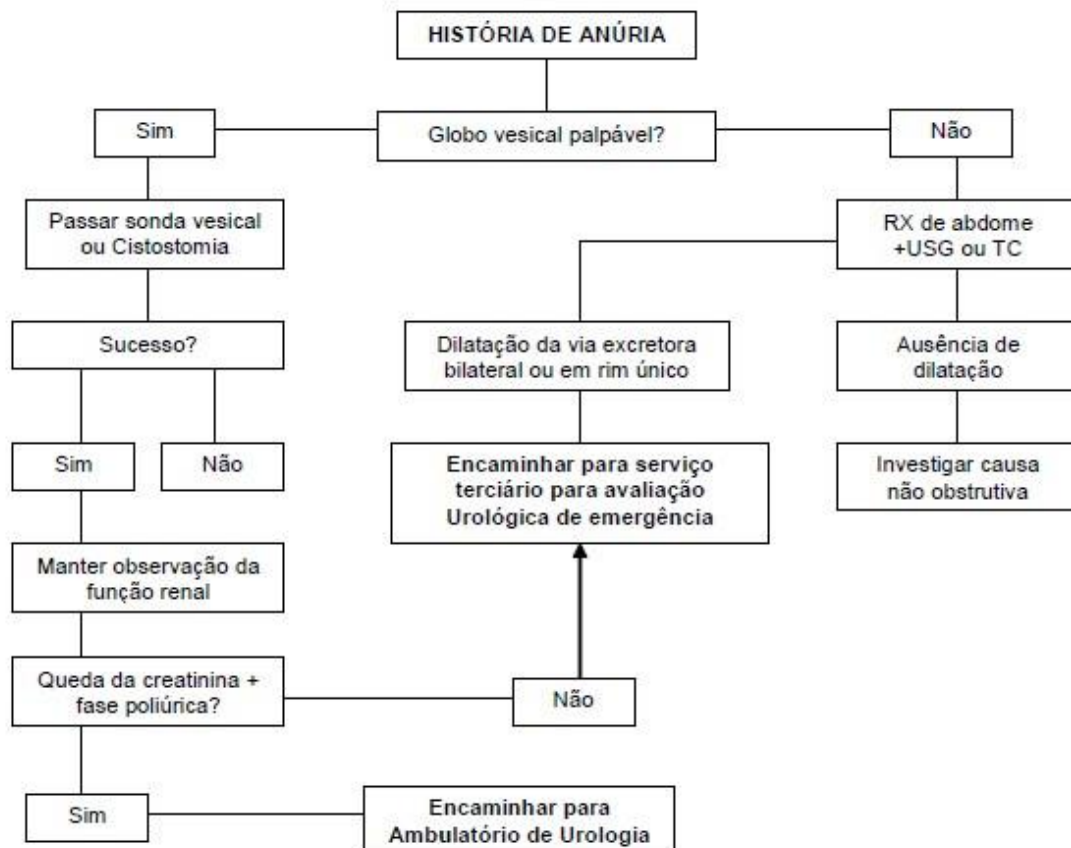 HISTÓRIA DE ANÚRIA
Sim
Globo vesical palpável?
Não
Passar sonda vesical
ou Cistostomia
RX de abdome
+USG ou TC
Sucesso?
Dilatação da via excretora
bilateral ou em rim único
Ausência de
dilatação
Sim
Não
Encaminhar para serviço
terciário para avaliação
Urológica de emergência
Investigar causa
não obstrutiva
Manter observação da
função renal
Queda da creatinina +
fase poliúrica?
Não
Sim
Encaminhar para
Ambulatório de Urologia